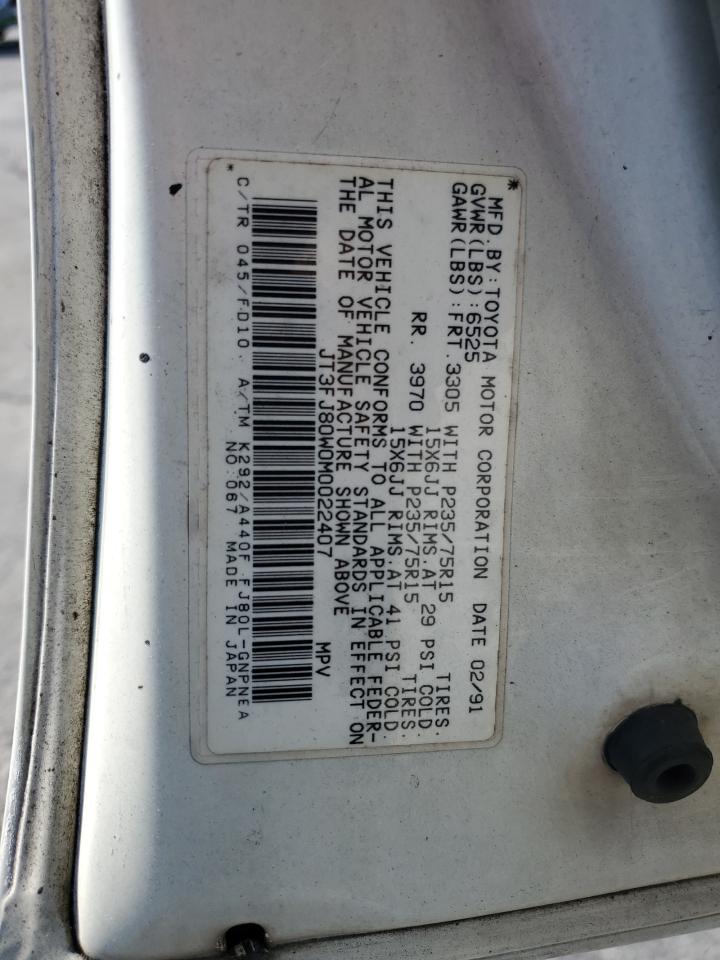 *MFD. BY: TOYOTA MOTOR CORPORATION DATE 02/91
GVWR(LBS): 6525
GAWR(LBS): FRT. 3305 WITH P235/75R15 TIRES.
15X6JJ RIMS. AT 29 PSI COLD.
RR. 3970 WITH P235/75R15 TIRES.
15X6JJ RIMS. AT 41 PSI COLD.
THIS VEHICLE CONFORMS TO ALL APPLICABLE FEDER-
AL MOTOR VEHICLE SAFETY STANDARDS IN EFFECT ON
THE DATE OF MANUFACTURE SHOWN ABOVE
JT3FJ80W0M0022407 MPV
*C/TR 045/FD10 A/TM K292/A440F FJ80L-GNPNEA
NO.067 MADE IN JAPAN